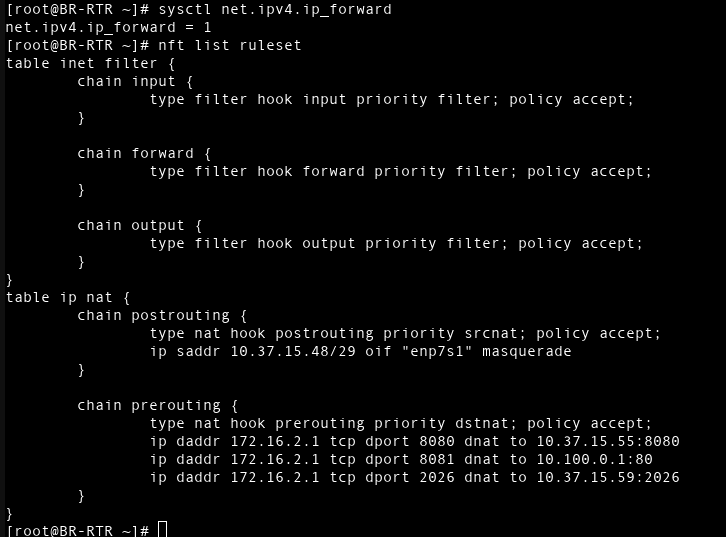 [root@BR-RTR ~]# sysctl net.ipv4.ip_forward
net.ipv4.ip_forward = 1
[root@BR-RTR ~]# nft list ruleset
table inet filter {
        chain input {
                type filter hook input priority filter; policy accept;
        }

        chain forward {
                type filter hook forward priority filter; policy accept;
        }

        chain output {
                type filter hook output priority filter; policy accept;
        }
}
table ip nat {
        chain postrouting {
                type nat hook postrouting priority srcnat; policy accept;
                ip saddr 10.37.15.48/29 oif "enp7s1" masquerade
        }

        chain prerouting {
                type nat hook prerouting priority dstnat; policy accept;
                ip daddr 172.16.2.1 tcp dport 8080 dnat to 10.37.15.55:8080
                ip daddr 172.16.2.1 tcp dport 8081 dnat to 10.100.0.1:80
                ip daddr 172.16.2.1 tcp dport 2026 dnat to 10.37.15.59:2026
        }
}
[root@BR-RTR ~]#